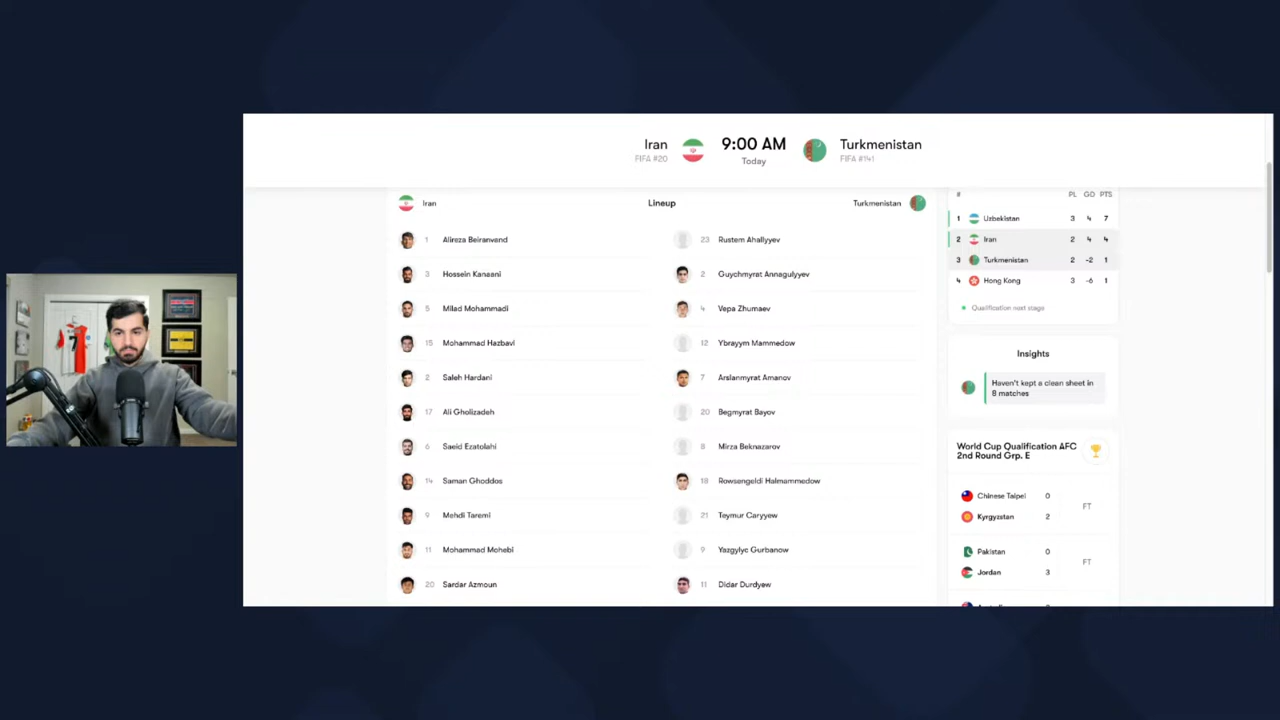 Iran
FIFA #20
9:00 AM
Today
Turkmenistan
FIFA #141
Iran
Lineup
Turkmenistan
1 Alireza Beiranvand
3 Hossein Kanaani
5 Milad Mohammadi
15 Mohammad Hazbavi
2 Saleh Hardani
17 Ali Gholizadeh
6 Saeid Ezatolahi
14 Saman Ghoddos
9 Mehdi Taremi
11 Mohammad Mohebi
20 Sardar Azmoun
23 Rustem Ahallyyev
2 Guychmyrat Annagulyyev
4 Vepa Zhumaev
12 Ybrayym Mammedow
7 Arslanmyrat Amanov
20 Begmyrat Bayov
8 Mirza Beknazarov
18 Rowsengeldi Halmammedow
21 Teymur Caryyew
9 Yazgylyc Gurbanow
11 Didar Durdyew
# PL GD PTS
1 Uzbekistan 3 4 7
2 Iran 2 4 4
3 Turkmenistan 2 -2 1
4 Hong Kong 3 -6 1
Qualification next stage
Insights
Haven't kept a clean sheet in
8 matches
World Cup Qualification AFC
2nd Round Grp. E
Chinese Taipei 0
FT
Kyrgyzstan 2
Pakistan 0
FT
Jordan 3
7